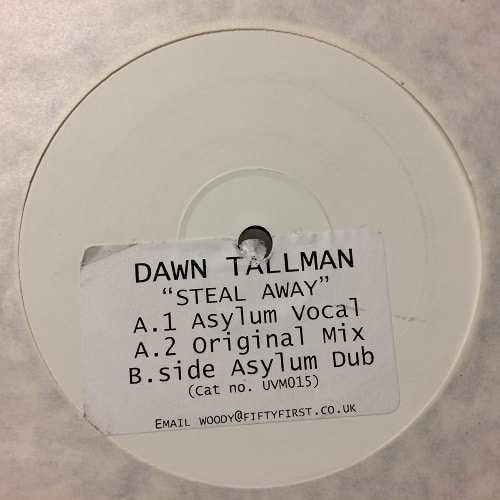 DAWN TALLMAN
“STEAL AWAY”
A.1 Asylum Vocal
A.2 Original Mix
B.side Asylum Dub
(Cat no. UVM015)
EMAIL WOODY@FIFTYFIRST.CO.UK